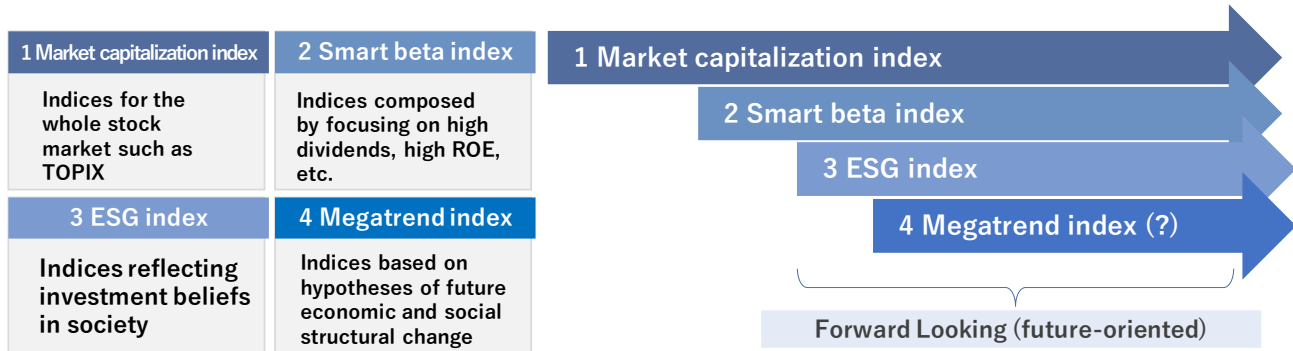 1 Market capitalization index
Indices for the
whole stock
market such as
TOPIX
2 Smart beta index
Indices composed
by focusing on high
dividends, high ROE,
etc.
3 ESG index
Indices reflecting
investment beliefs
in society
4 Megatrend index
Indices based on
hypotheses of future
economic and social
structural change
1 Market capitalization index
2 Smart beta index
3 ESG index
4 Megatrend index (?)
Forward Looking (future-oriented)